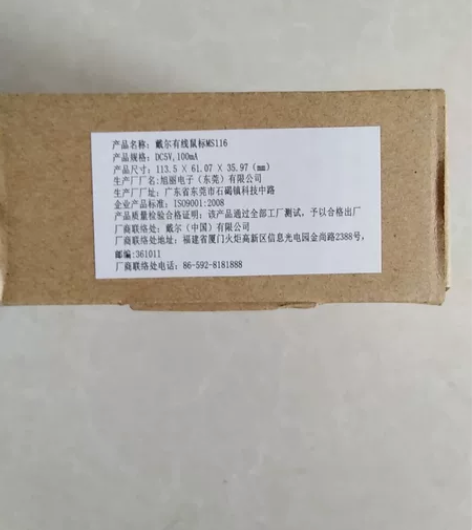 产品名称：戴尔有线鼠标MS116
产品规格：DC5V,100mA
产品尺寸：113.5 X 61.07 X 35.97（mm）
生产厂厂名：旭丽电子（东莞）有限公司
生产厂厂址：广东省东莞市石碣镇科技中路
企业产品标准：ISO9001:2008
产品质量检验合格证明：该产品通过全部工厂测试，予以合格出厂
厂商联络处：戴尔（中国）有限公司
厂商联络处地址：福建省厦门火炬高新区信息光电园金尚路2388号，
邮编:361011
厂商联络处电话：86-592-8181888